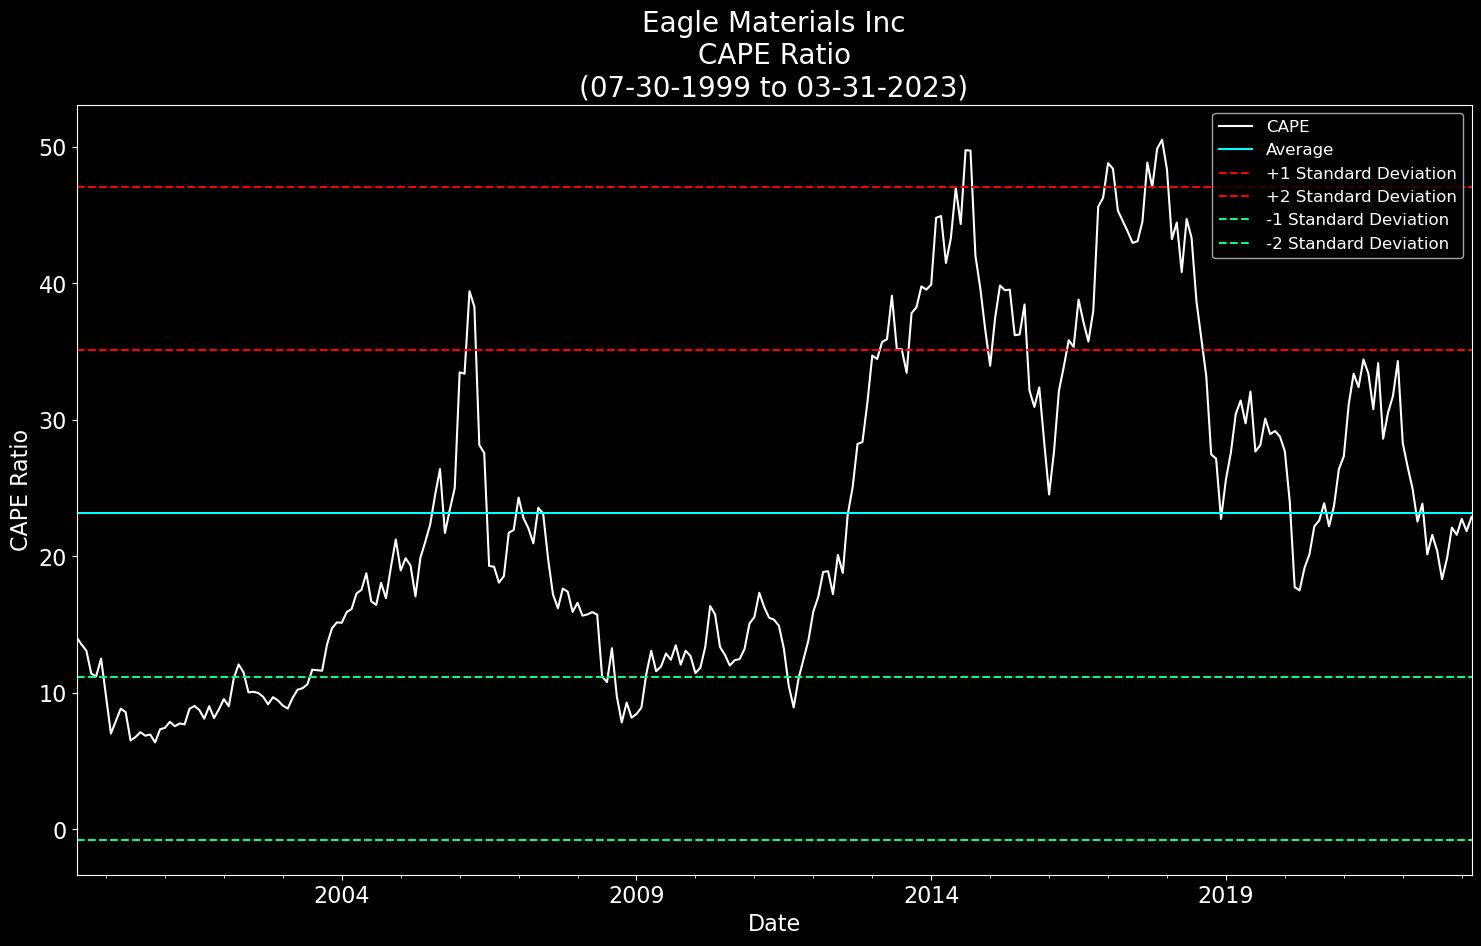 Eagle Materials Inc
CAPE Ratio
(07-30-1999 to 03-31-2023)
CAPE
Average
+1 Standard Deviation
+2 Standard Deviation
-1 Standard Deviation
-2 Standard Deviation
50
40
30
20
10
0
CAPE Ratio
2004
2009
2014
2019
Date